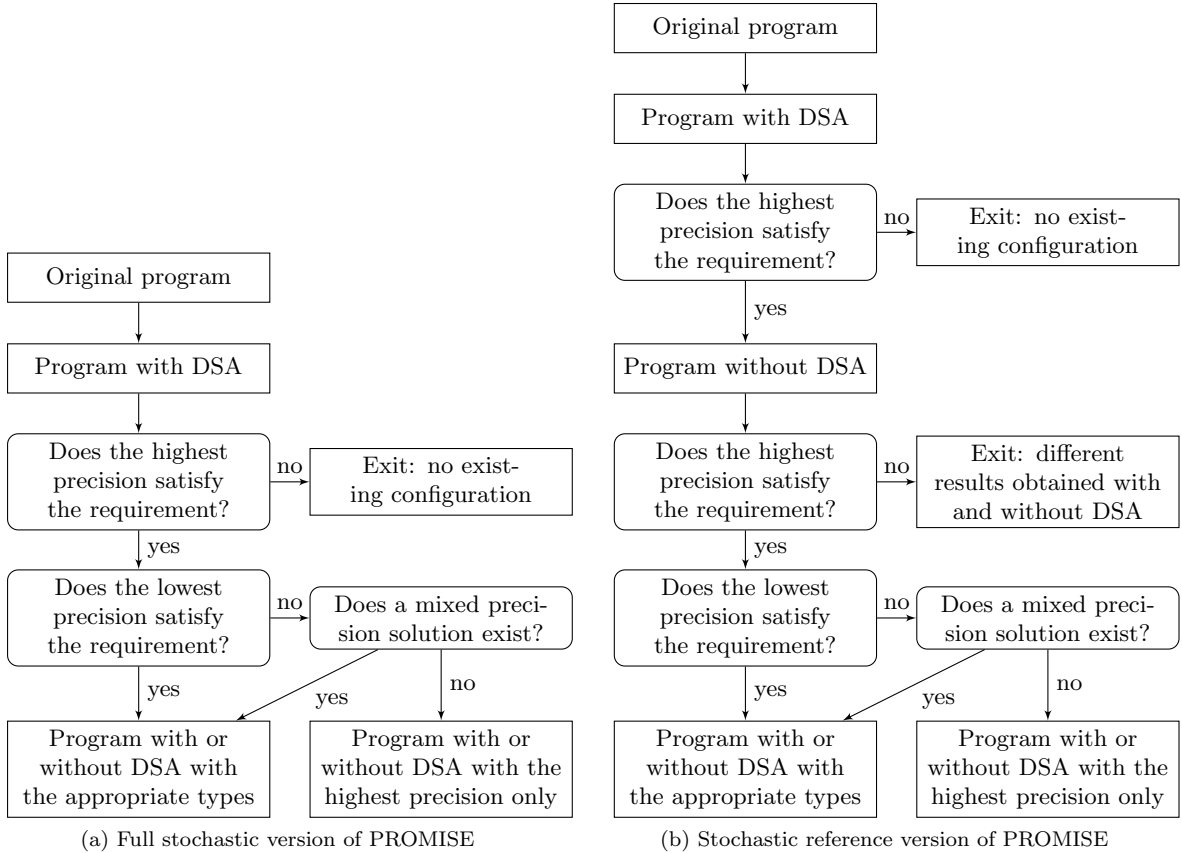 Original program
Program with DSA
Does the highest
precision satisfy
the requirement?
no
Exit: no exist-
ing configuration
yes
Does the lowest
precision satisfy
the requirement?
no
Does a mixed preci-
sion solution exist?
yes
yes
no
Program with or
without DSA with
the appropriate types
Program with or
without DSA with the
highest precision only
(a) Full stochastic version of PROMISE
Original program
Program with DSA
Does the highest
precision satisfy
the requirement?
no
Exit: no exist-
ing configuration
yes
Program without DSA
Does the highest
precision satisfy
the requirement?
no
Exit: different
results obtained with
and without DSA
yes
Does the lowest
precision satisfy
the requirement?
no
Does a mixed preci-
sion solution exist?
yes
yes
no
Program with or
without DSA with
the appropriate types
Program with or
without DSA with the
highest precision only
(b) Stochastic reference version of PROMISE